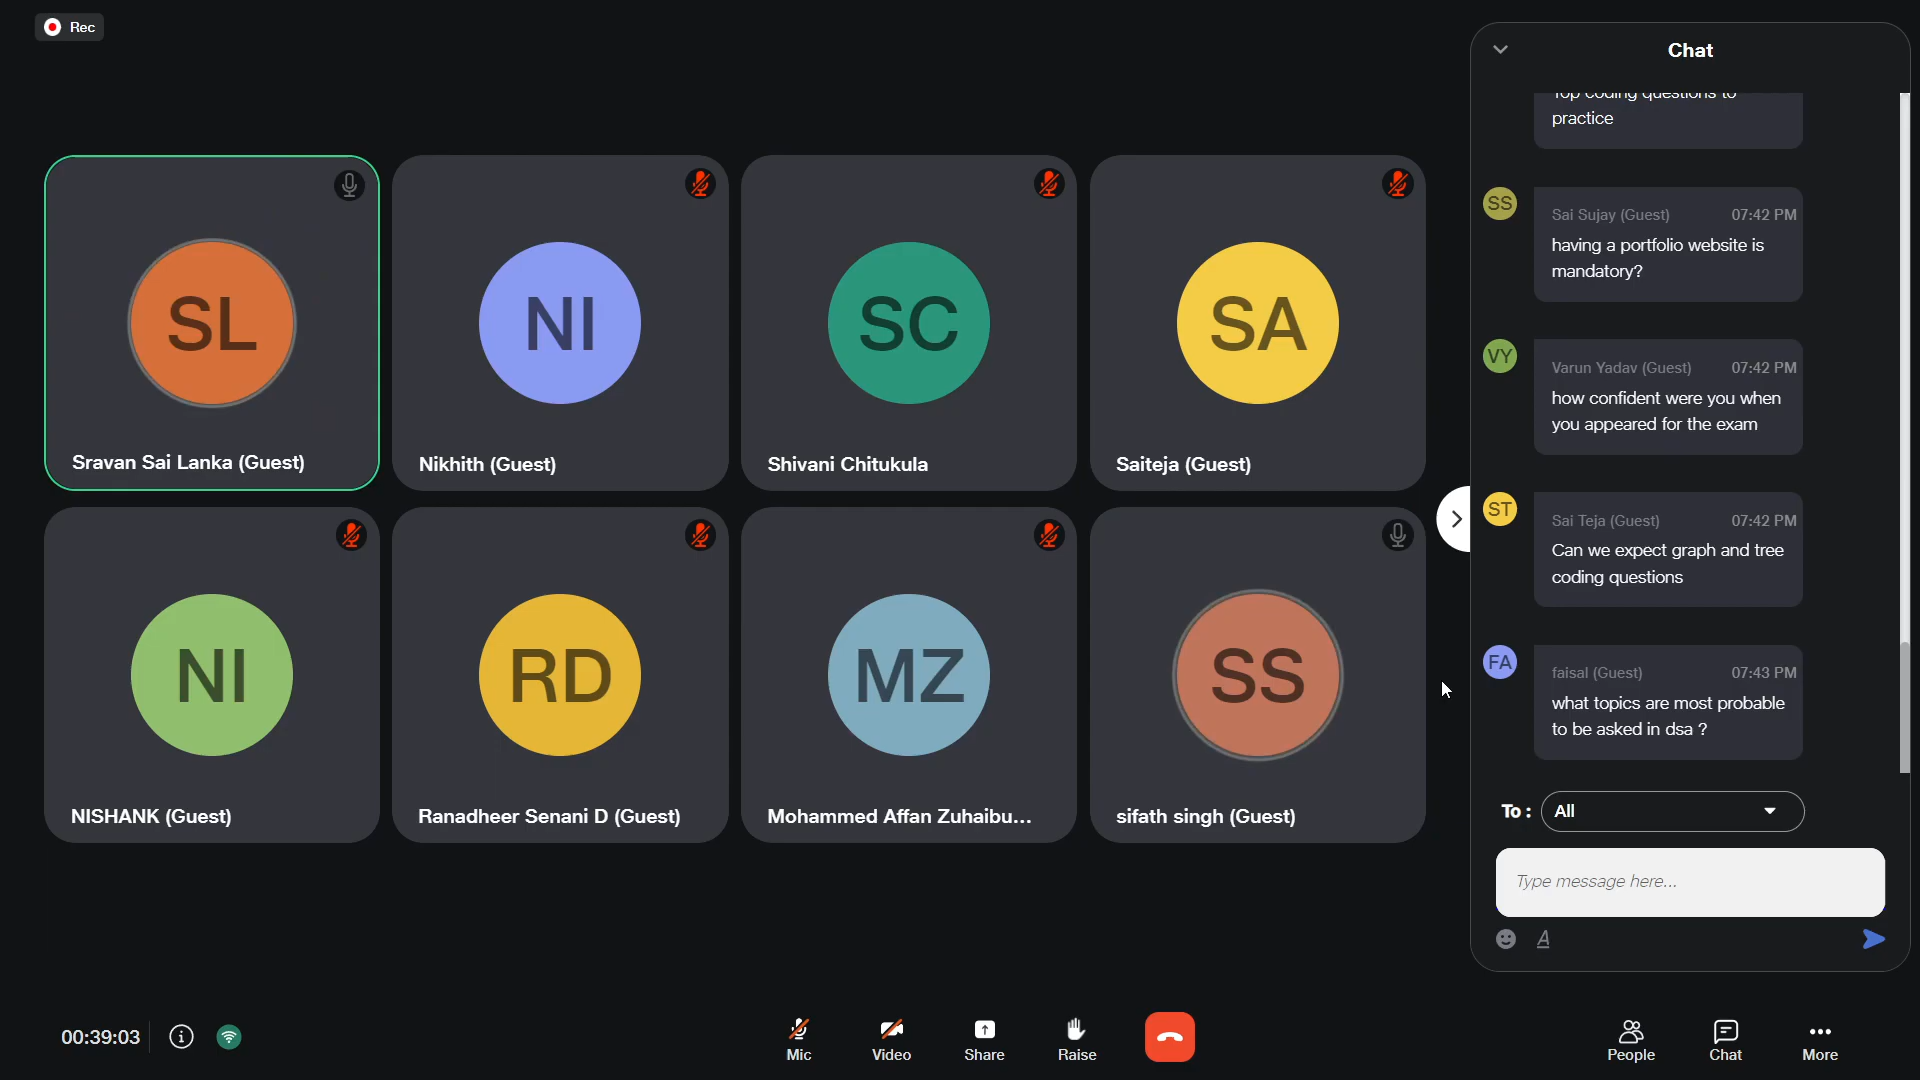 Rec
Chat
Top coding questions to
practice
SS
Sai Sujay (Guest) 07:42 PM
having a portfolio website is
mandatory?
VY
Varun Yadav (Guest) 07:42 PM
how confident were you when
you appeared for the exam
ST
Sai Teja (Guest) 07:42 PM
Can we expect graph and tree
coding questions
FA
faisal (Guest) 07:43 PM
what topics are most probable
to be asked in dsa ?
To : All
Type message here...
A
SL
Sravan Sai Lanka (Guest)
NI
Nikhith (Guest)
SC
Shivani Chitukula
SA
Saiteja (Guest)
NI
NISHANK (Guest)
RD
Ranadheer Senani D (Guest)
MZ
Mohammed Affan Zuhaibu...
SS
sifath singh (Guest)
00:39:03
Mic
Video
Share
Raise
People
Chat
More